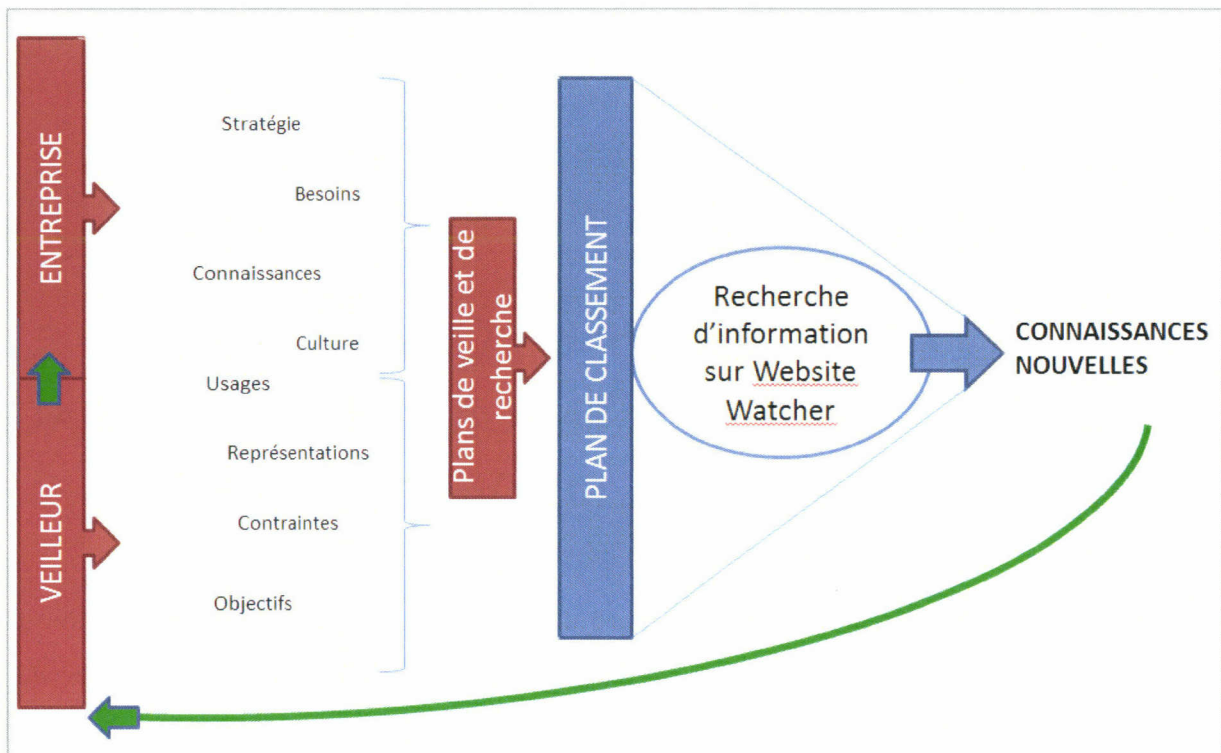 ENTREPRISE
VEILLEUR
Stratégie
Besoins
Connaissances
Culture
Usages
Représentations
Contraintes
Objectifs
Plans de veille et de
recherche
PLAN DE CLASSEMENT
Recherche
d’information
sur Website
Watcher
CONNAISSANCES
NOUVELLES